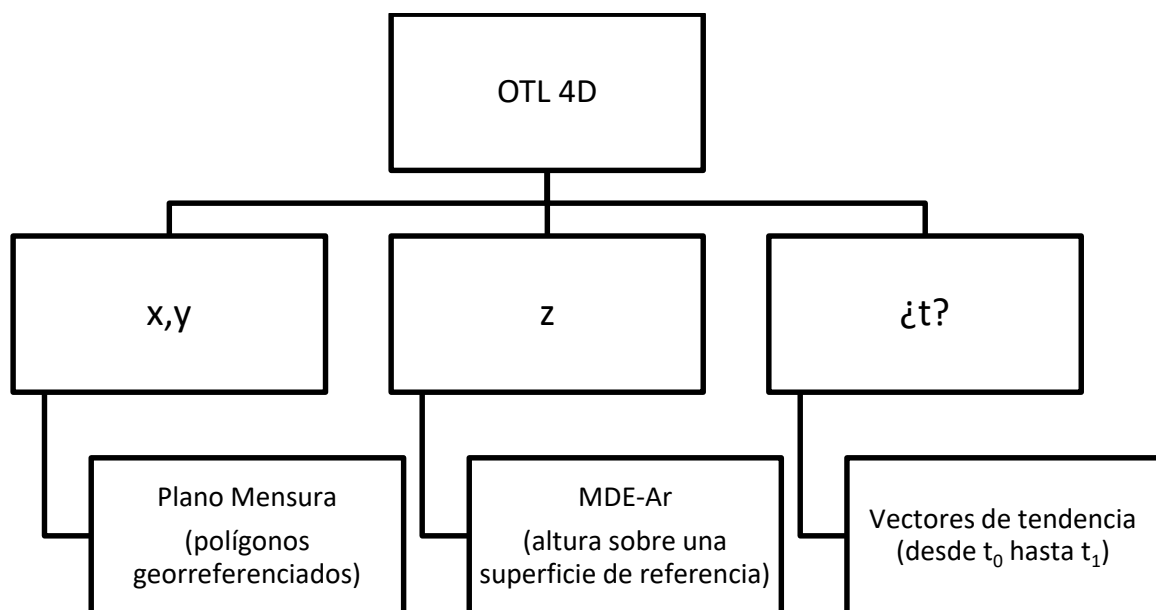 OTL 4D
x,y
z
¿t?
Plano Mensura
(polígonos
georreferenciados)
MDE-Ar
(altura sobre una
superficie de referencia)
Vectores de tendencia
(desde t₀ hasta t₁)